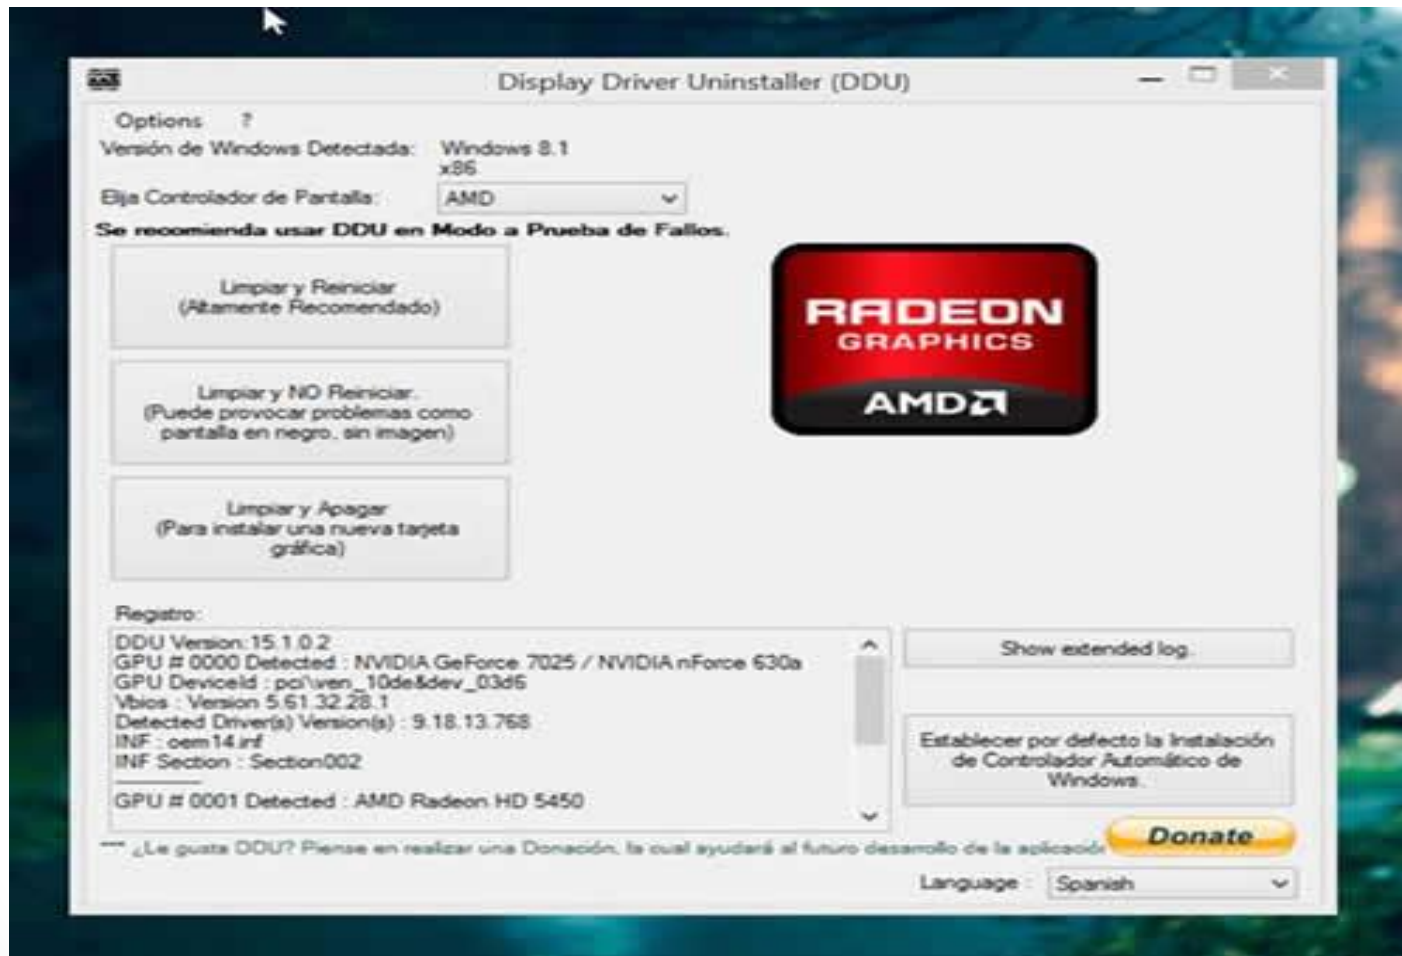 Display Driver Uninstaller (DDU)
Options ?
Versión de Windows Detectada: Windows 8.1
x86
Elija Controlador de Pantalla: AMD
Se recomienda usar DDU en Modo a Prueba de Fallos.
Limpiar y Reiniciar
(Altamente Recomendado)
RADEON
GRAPHICS
AMD
Limpiar y NO Reiniciar.
(Puede provocar problemas como
pantalla en negro, sin imagen)
Limpiar y Apagar
(Para instalar una nueva tarjeta
gráfica)
Registro:
DDU Version: 15.1.0.2
GPU # 0000 Detected : NVIDIA GeForce 7025 / NVIDIA nForce 630a
GPU DeviceId : pci\ven_10de&dev_03d6
Vbios : Version 5.61.32.28.1
Detected Driver(s) Version(s) : 9.18.13.768
INF : oem14.inf
INF Section : Section002
GPU # 0001 Detected : AMD Radeon HD 5450
Show extended log.
Establecer por defecto la Instalación
de Controlador Automático de
Windows.
*** ¿Le gusta DDU? Piense en realizar una Donación, la cual ayudará al futuro desarrollo de la aplicación
Donate
Language : Spanish